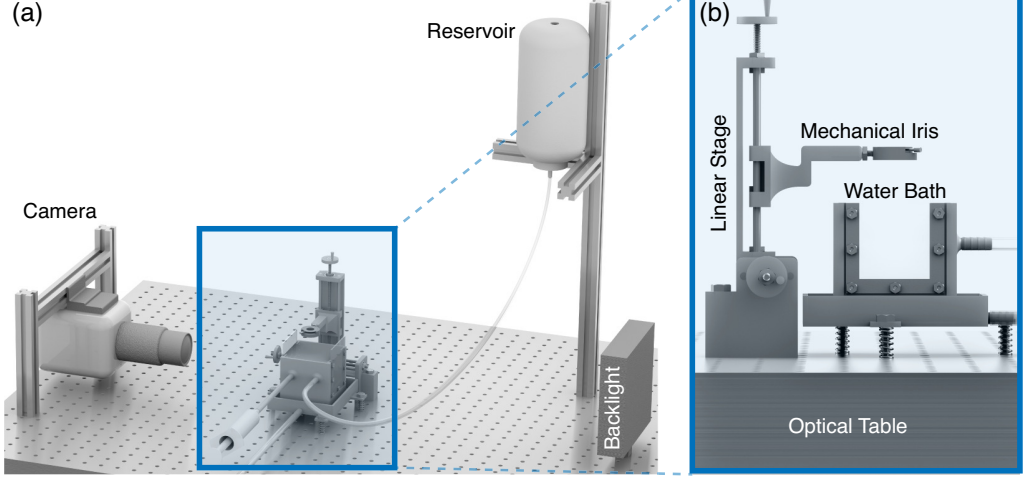 (a)
Reservoir
Camera
Backlight
(b)
Linear Stage
Mechanical Iris
Water Bath
Optical Table